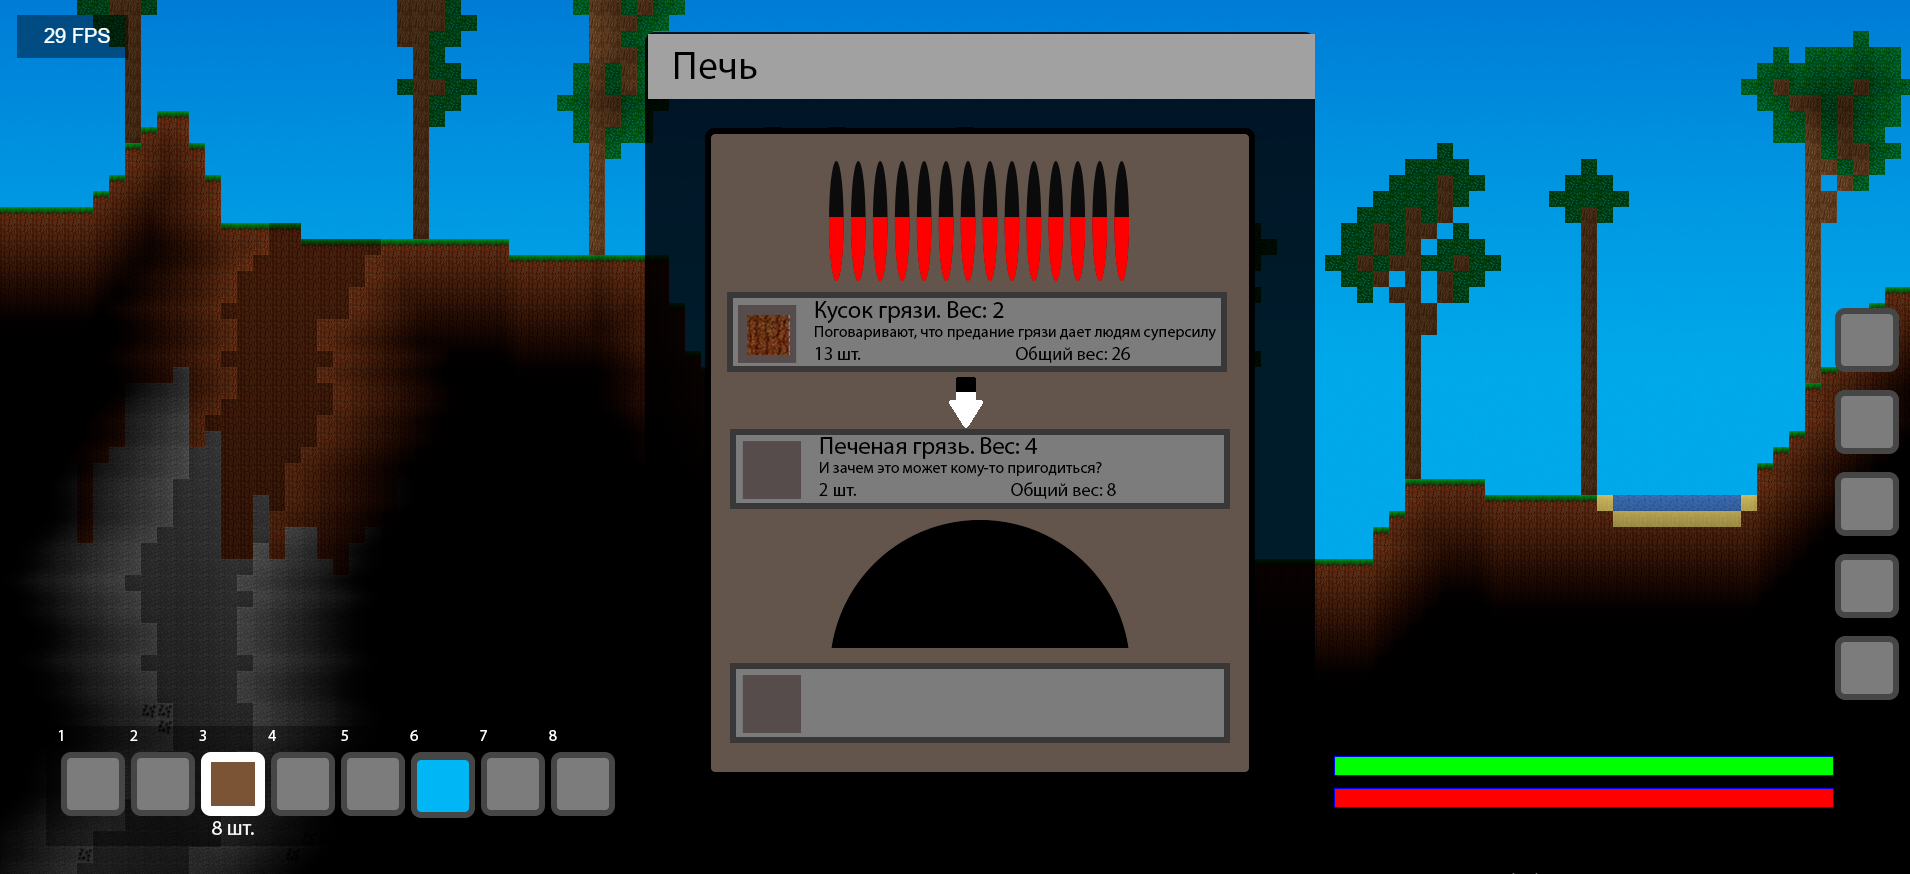 29 FPS
Печь
Кусок грязи. Вес: 2
Поговаривают, что предание грязи дает людям суперсилу
13 шт.
Общий вес: 26
Печеная грязь. Вес: 4
И зачем это может кому-то пригодиться?
2 шт.
Общий вес: 8
1 2 3 4 5 6 7 8
8 шт.